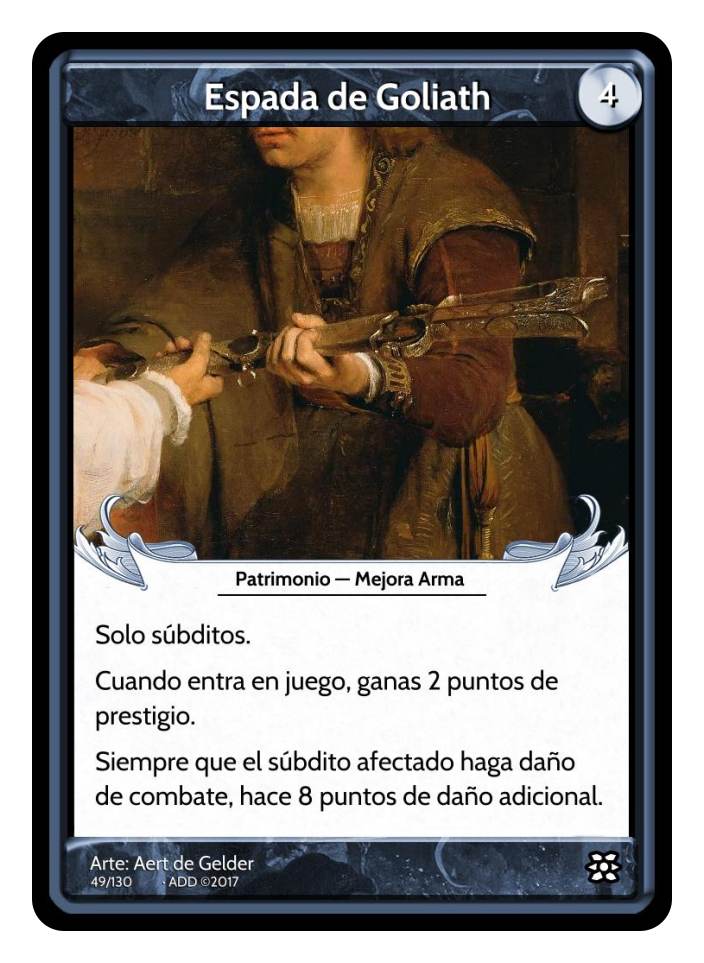 Espada de Goliath
4
Patrimonio — Mejora Arma
Solo súbditos.
Cuando entra en juego, ganas 2 puntos de
prestigio.
Siempre que el súbdito afectado haga daño
de combate, hace 8 puntos de daño adicional.
Arte: Aert de Gelder
49/130 · ADD ©2017